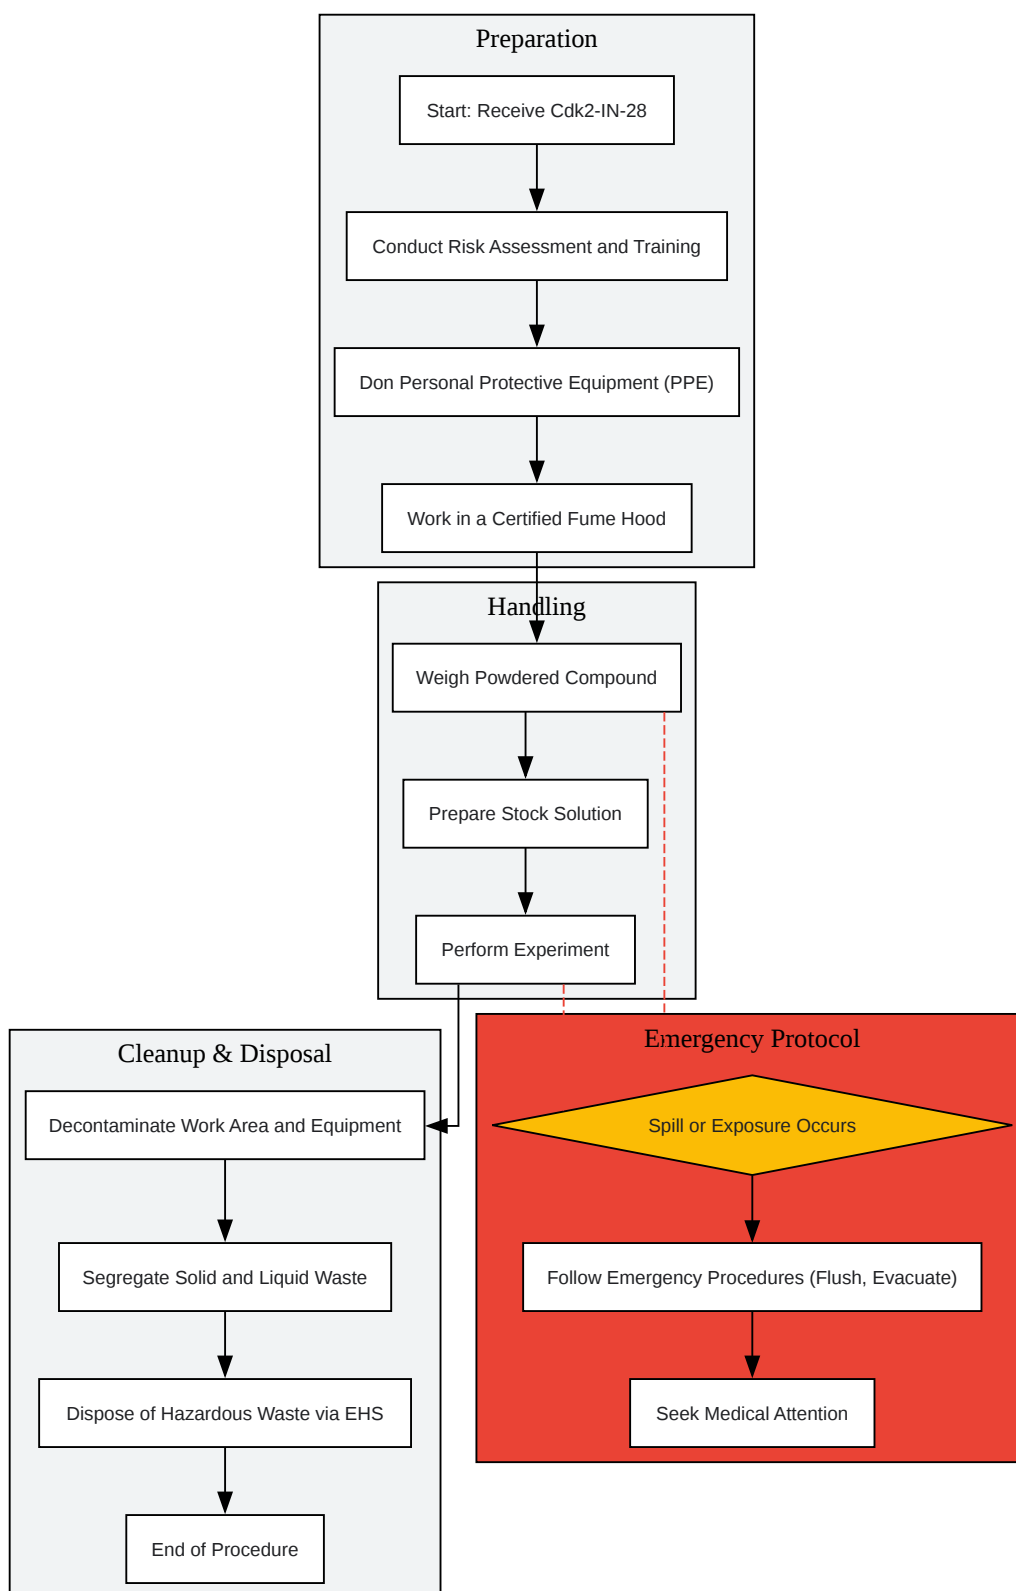 Preparation
Start: Receive Cdk2-IN-28
Conduct Risk Assessment and Training
Don Personal Protective Equipment (PPE)
Work in a Certified Fume Hood
Handling
Weigh Powdered Compound
Prepare Stock Solution
Perform Experiment
Cleanup & Disposal
Decontaminate Work Area and Equipment
Segregate Solid and Liquid Waste
Dispose of Hazardous Waste via EHS
End of Procedure
Emergency Protocol
Spill or Exposure Occurs
Follow Emergency Procedures (Flush, Evacuate)
Seek Medical Attention